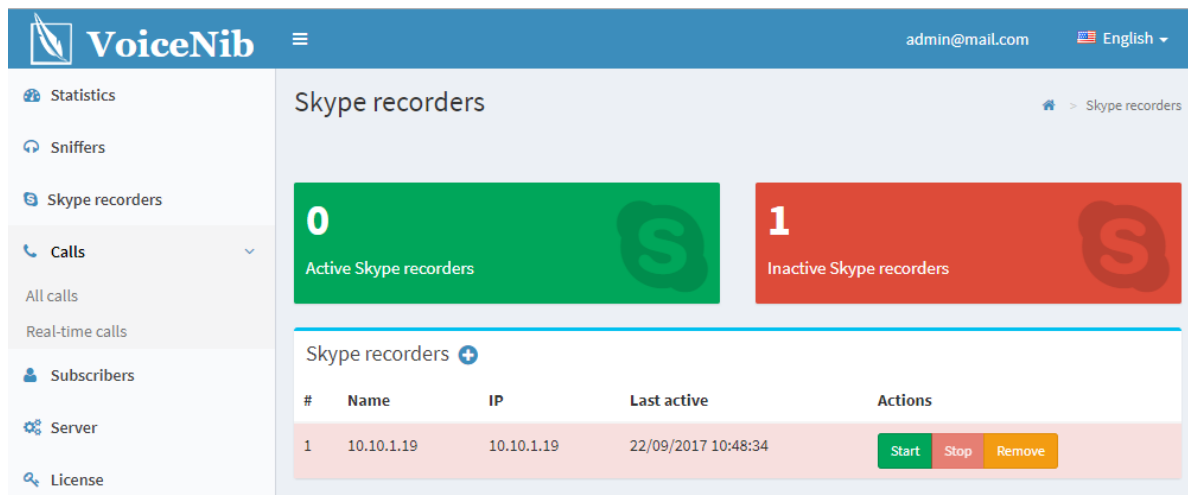 VoiceNib
admin@mail.com
English
Statistics
Sniffers
Skype recorders
Calls
All calls
Real-time calls
Subscribers
Server
License
Skype recorders
> Skype recorders
0
Active Skype recorders
1
Inactive Skype recorders
Skype recorders
# Name IP Last active Actions
1 10.10.1.19 10.10.1.19 22/09/2017 10:48:34 Start Stop Remove